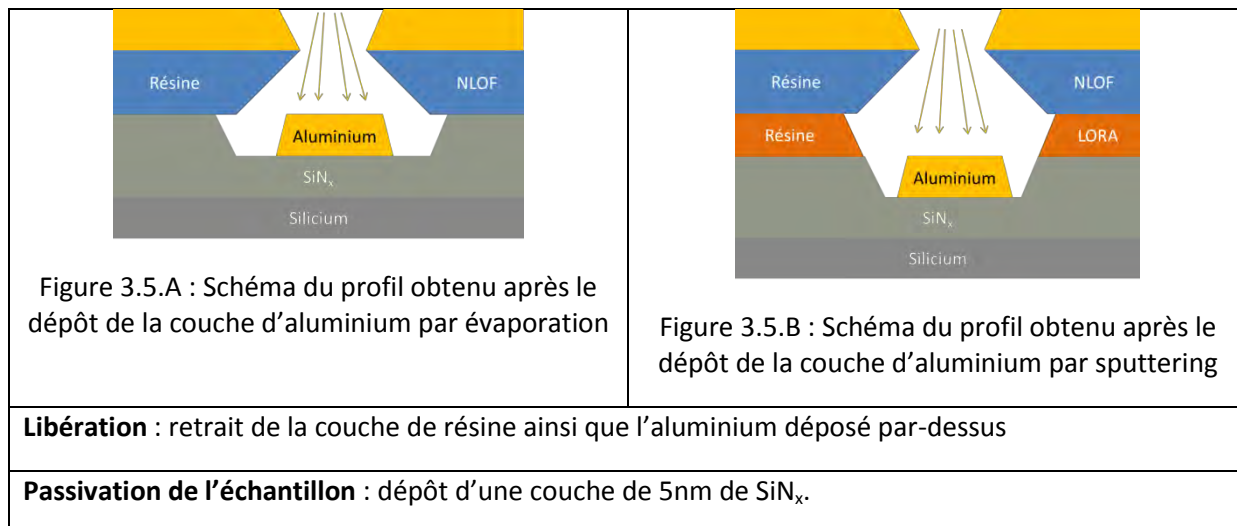 Résine
NLOF
Aluminium
SiNx
Silicium
Figure 3.5.A : Schéma du profil obtenu après le
dépôt de la couche d’aluminium par évaporation
Résine
NLOF
Résine
LORA
Aluminium
SiNx
Silicium
Figure 3.5.B : Schéma du profil obtenu après le
dépôt de la couche d’aluminium par sputtering
Libération : retrait de la couche de résine ainsi que l’aluminium déposé par-dessus
Passivation de l’échantillon : dépôt d’une couche de 5nm de SiNx.